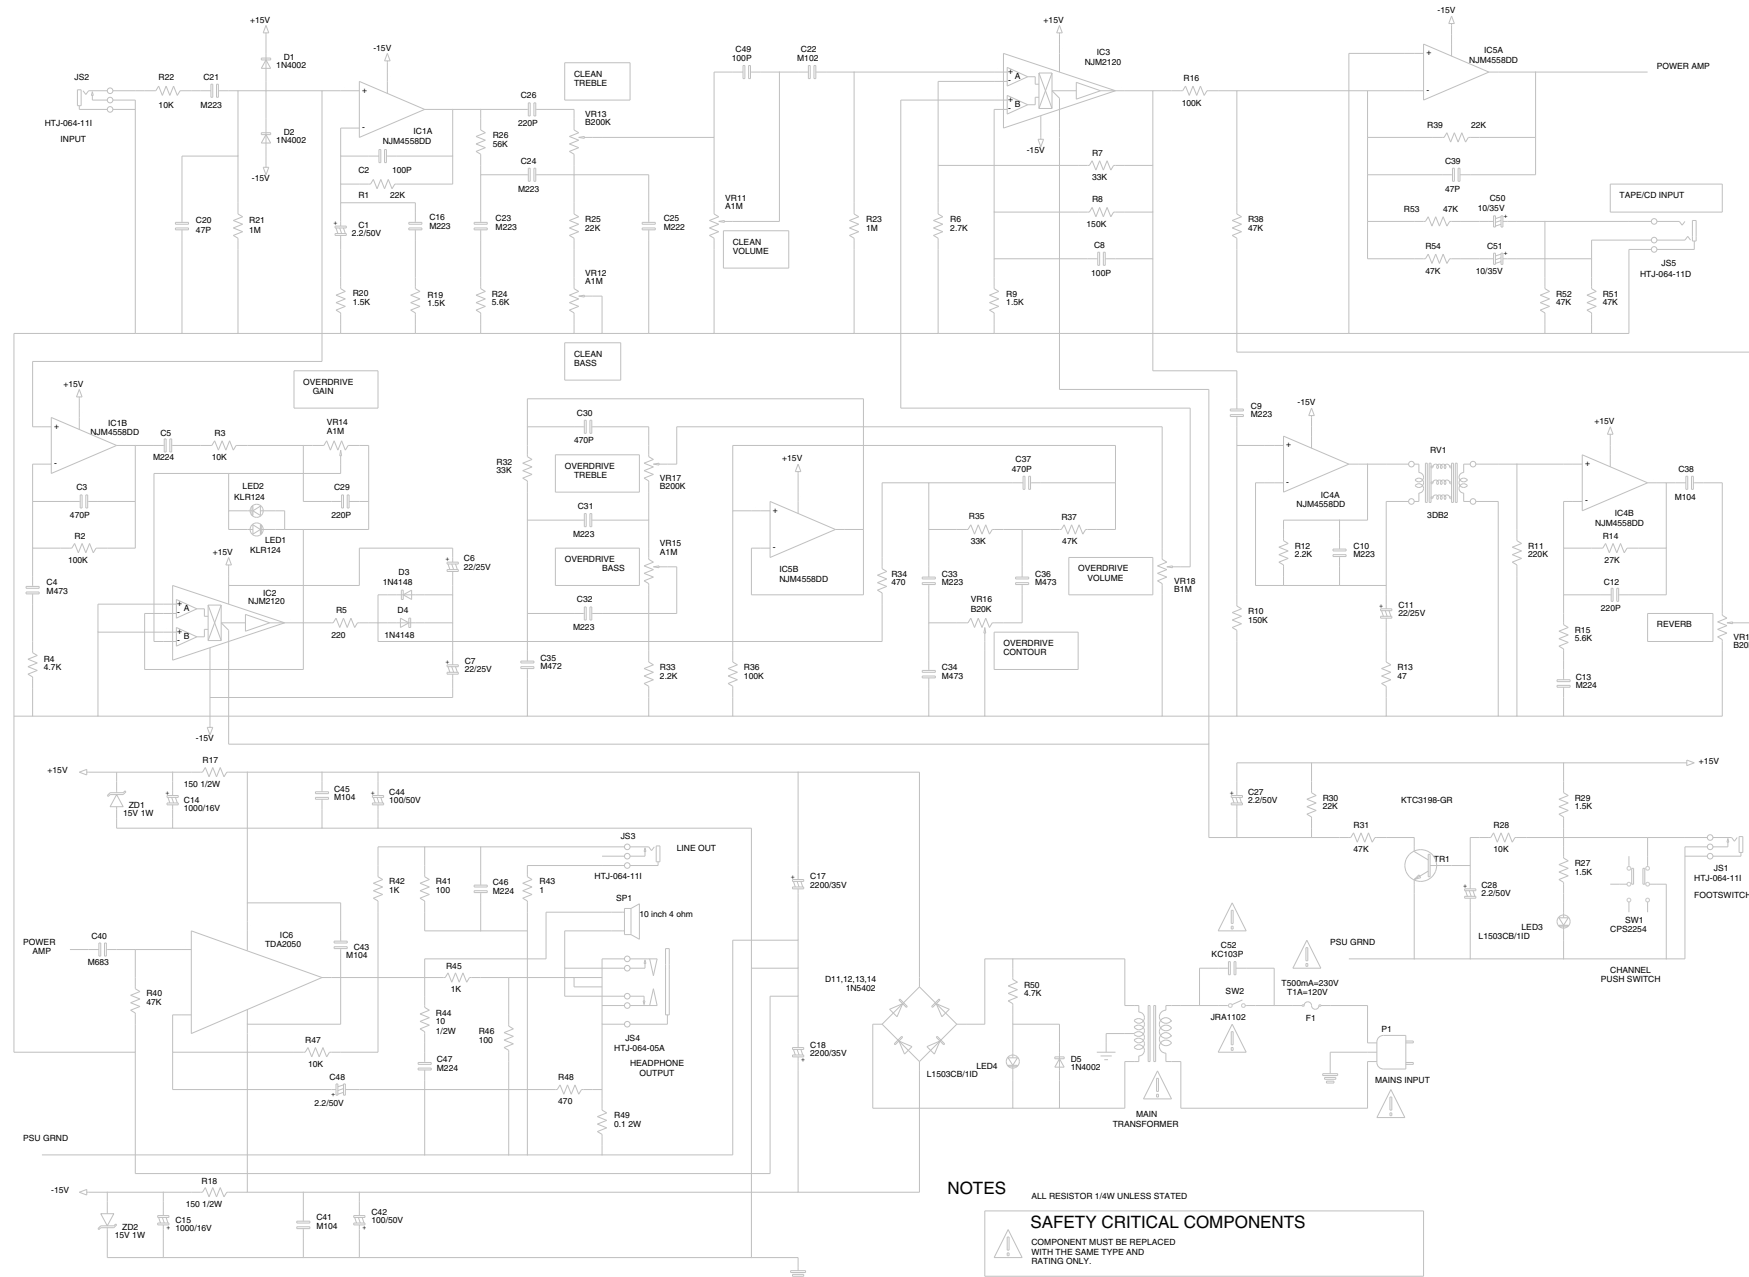 +15V
D1
1N4002
-15V
JS2
HTJ-064-11I
INPUT
R22
10K
C21
M223
D2
1N4002
-15V
IC1A
NJM4558DD
C2
100P
R1
22K
C20
47P
R21
1M
C1
2.2/50V
C16
M223
R20
1.5K
R19
1.5K
R26
56K
C26
220P
CLEAN
TREBLE
VR13
B200K
C24
M223
C23
M223
R25
22K
C25
M222
R24
5.6K
VR12
A1M
CLEAN
BASS
C49
100P
C22
M102
VR11
A1M
CLEAN
VOLUME
R23
1M
+15V
IC3
NJM2120
A
B
-15V
R7
33K
R8
150K
C8
100P
R6
2.7K
R9
1.5K
R16
100K
R38
47K
-15V
IC5A
NJM4558DD
POWER AMP
R39
22K
C39
47P
R53
47K
C50
10/35V
R54
47K
C51
10/35V
TAPE/CD INPUT
JS5
HTJ-064-11D
R52
47K
R51
47K
+15V
IC1B
NJM4558DD
C3
470P
R2
100K
C4
M473
R4
4.7K
C5
M224
R3
10K
OVERDRIVE
GAIN
VR14
A1M
LED2
KLR124
LED1
KLR124
C29
220P
+15V
IC2
NJM2120
A
B
-15V
R5
220
D3
1N4148
D4
1N4148
C6
22/25V
C7
22/25V
R32
33K
C30
470P
OVERDRIVE
TREBLE
VR17
B200K
C31
M223
VR15
A1M
OVERDRIVE
BASS
C32
M223
C35
M472
R33
2.2K
+15V
IC5B
NJM4558DD
R36
100K
R34
470
C37
470P
R35
33K
R37
47K
C33
M223
C36
M473
VR16
B20K
OVERDRIVE
CONTOUR
C34
M473
OVERDRIVE
VOLUME
VR18
B1M
C9
M223
-15V
IC4A
NJM4558DD
R12
2.2K
C10
M223
R10
150K
C11
22/25V
R13
47
RV1
3DB2
R11
220K
+15V
IC4B
NJM4558DD
R14
27K
C12
220P
R15
5.6K
C13
M224
C38
M104
REVERB
VR1
B20
+15V
R17
150 1/2W
ZD1
15V 1W
C14
1000/16V
C45
M104
C44
100/50V
POWER
AMP
C40
M683
IC6
TDA2050
C43
M104
R40
47K
R47
10K
C48
2.2/50V
R42
1K
R41
100
C46
M224
R43
1
JS3
HTJ-064-11I
LINE OUT
SP1
10 inch 4 ohm
R45
1K
R44
10
1/2W
R46
100
C47
M224
JS4
HTJ-064-05A
HEADPHONE
OUTPUT
R48
470
R49
0.1 2W
C17
2200/35V
C18
2200/35V
PSU GRND
-15V
R18
150 1/2W
ZD2
15V 1W
C15
1000/16V
C41
M104
C42
100/50V
D11,12,13,14
1N5402
R50
4.7K
LED4
L1503CB/1ID
D5
1N4002
MAIN
TRANSFORMER
C52
KC103P
SW2
JRA1102
T500mA=230V
T1A=120V
F1
P1
MAINS INPUT
+15V
C27
2.2/50V
R30
22K
KTC3198-GR
R31
47K
TR1
R28
10K
C28
2.2/50V
R29
1.5K
R27
1.5K
LED3
L1503CB/1ID
SW1
CPS2254
JS1
HTJ-064-11I
FOOTSWITCH
PSU GRND
CHANNEL
PUSH SWITCH
NOTES
ALL RESISTOR 1/4W UNLESS STATED
SAFETY CRITICAL COMPONENTS
COMPONENT MUST BE REPLACED
WITH THE SAME TYPE AND
RATING ONLY.